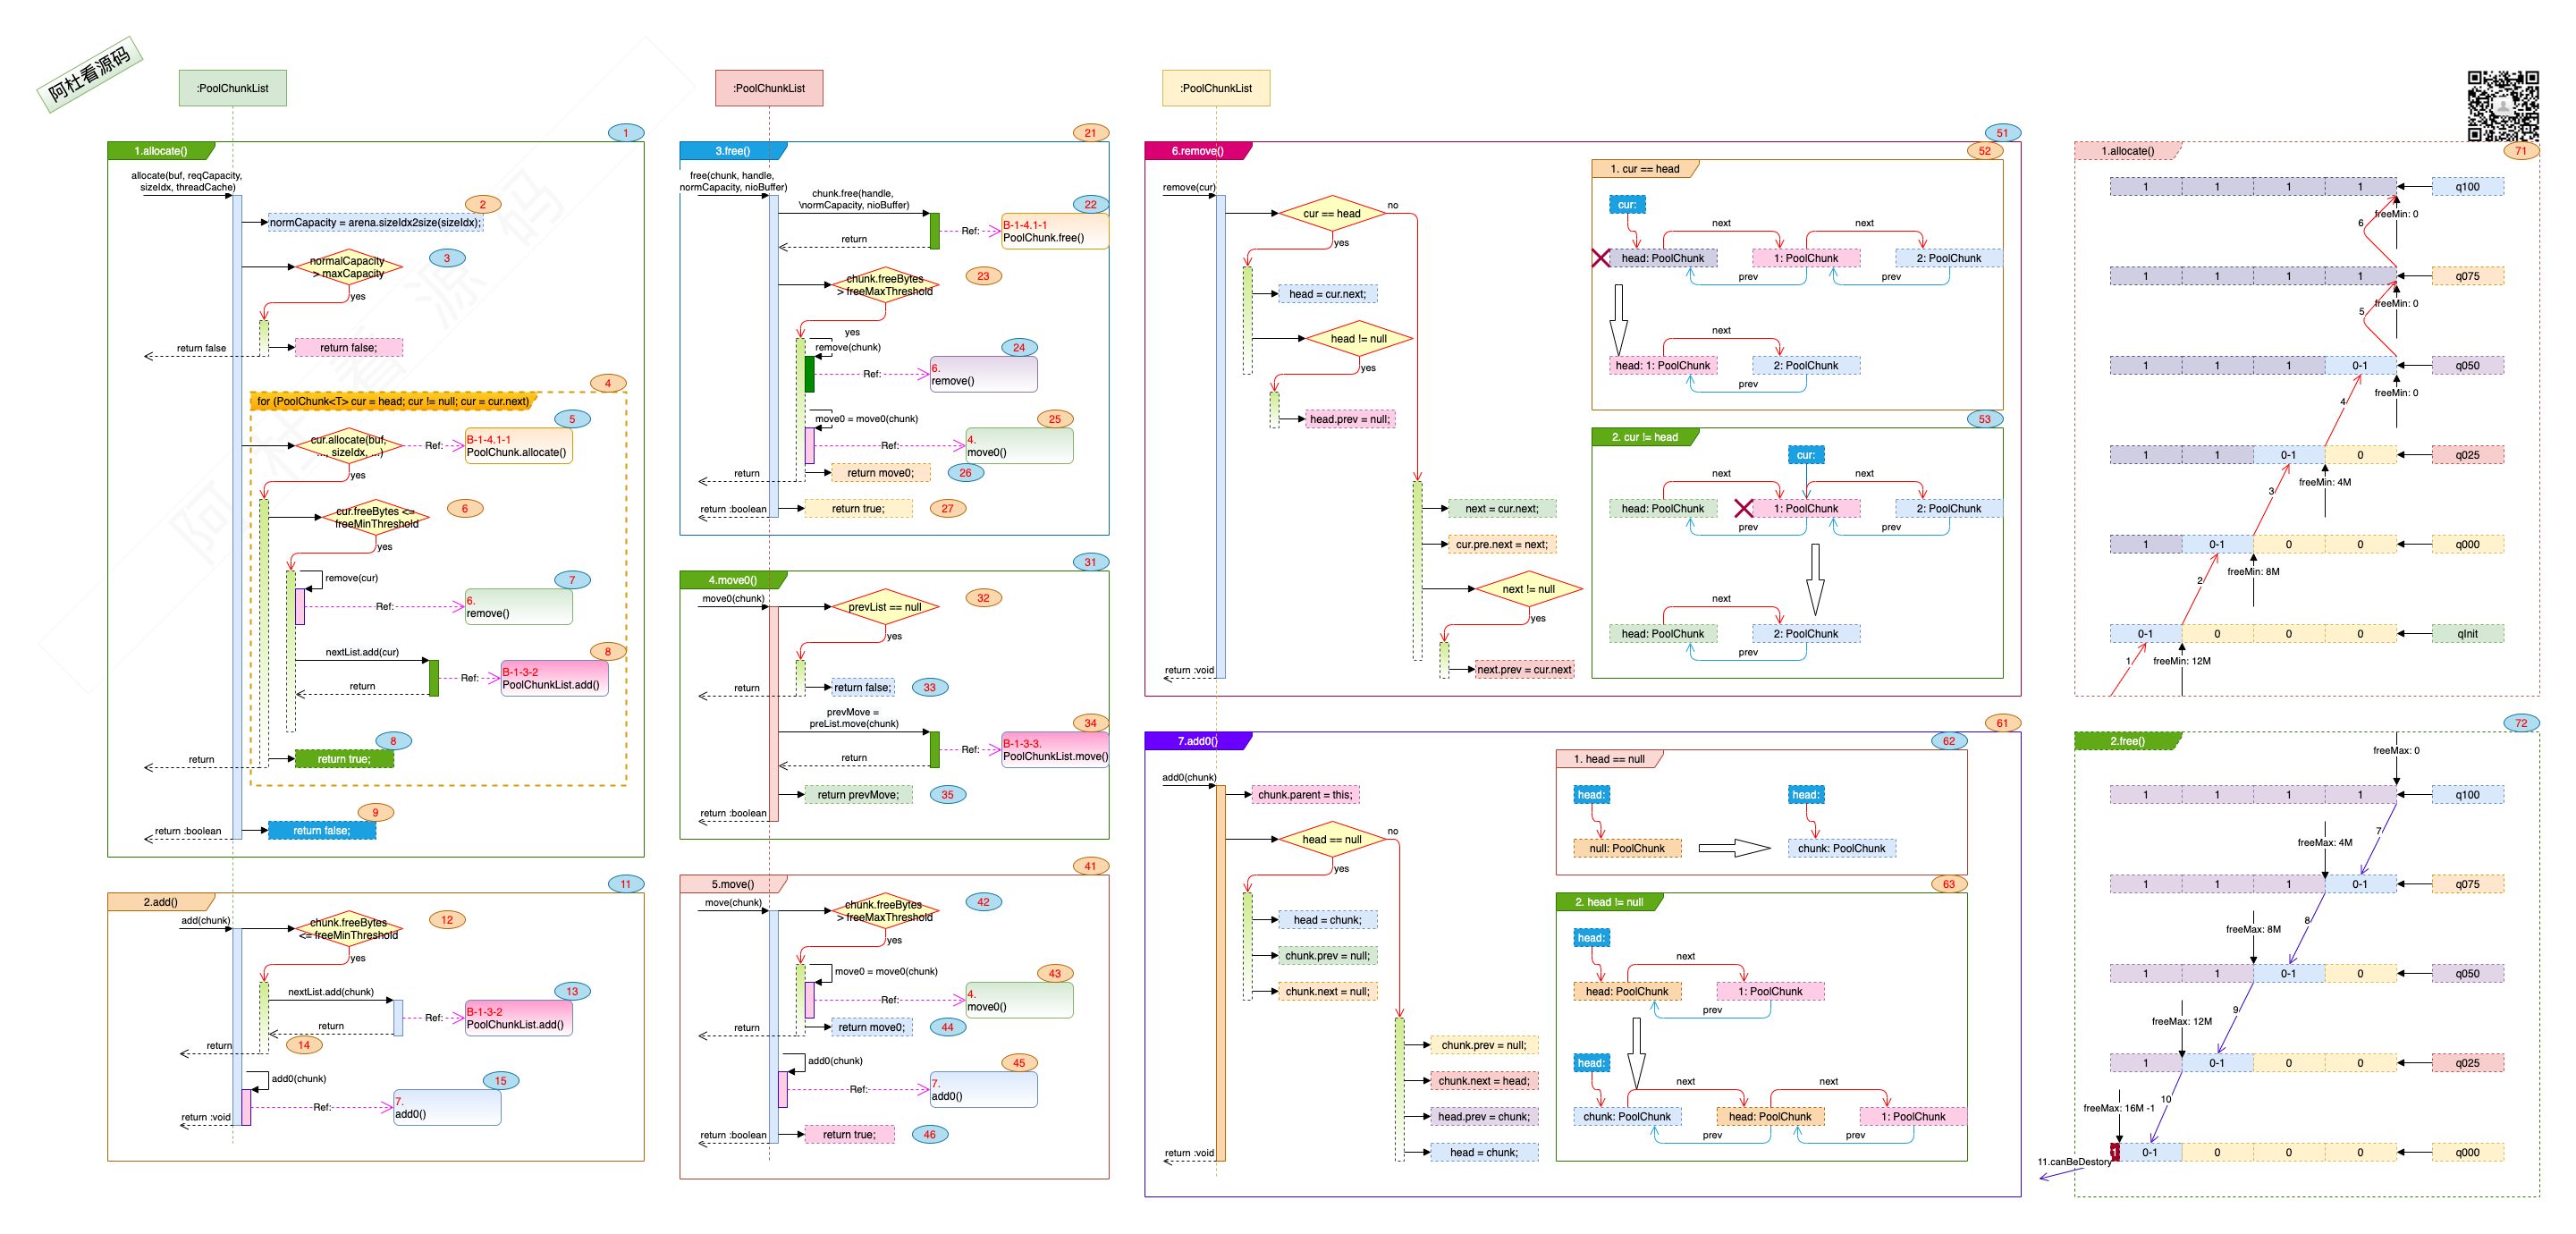 阿杜看源码
:PoolChunkList
1
1.allocate()
allocate(buf, reqCapacity,
sizeIdx, threadCache)
2
normCapacity = arena.sizeIdx2size(sizeIdx);
3
normalCapacity
> maxCapacity
yes
return false
return false;
4
for (PoolChunk<T> cur = head; cur != null; cur = cur.next)
5
cur.allocate(buf,
..., sizeIdx, ...)
Ref:
B-1-4.1-1
PoolChunk.allocate()
yes
6
cur.freeBytes <=
freeMinThreshold
yes
remove(cur)
7
Ref:
6.
remove()
nextList.add(cur)
8
Ref:
B-1-3-2
PoolChunkList.add()
return
8
return true;
return
9
return false;
return :boolean
11
2.add()
add(chunk)
12
chunk.freeBytes
<= freeMinThreshold
yes
nextList.add(chunk)
13
Ref:
B-1-3-2
PoolChunkList.add()
return
return
14
add0(chunk)
15
Ref:
7.
add0()
return :void
:PoolChunkList
21
3.free()
free(chunk, handle,
normCapacity, nioBuffer)
chunk.free(handle,
\normCapacity, nioBuffer)
22
Ref:
B-1-4.1-1
PoolChunk.free()
return
23
chunk.freeBytes
> freeMaxThreshold
yes
remove(chunk)
24
Ref:
6.
remove()
move0 = move0(chunk)
25
Ref:
4.
move0()
return
return move0;
26
return :boolean
return true;
27
31
4.move0()
move0(chunk)
prevList == null
32
yes
return
return false;
33
prevMove =
preList.move(chunk)
34
Ref:
B-1-3-3.
PoolChunkList.move()
return
return prevMove;
35
return :boolean
41
5.move()
move(chunk)
chunk.freeBytes
> freeMaxThreshold
42
yes
move0 = move0(chunk)
43
Ref:
4.
move0()
return
return move0;
44
add0(chunk)
45
Ref:
7.
add0()
return :boolean
return true;
46
:PoolChunkList
51
6.remove()
52
remove(cur)
cur == head
no
yes
head = cur.next;
head != null
yes
head.prev = null;
next = cur.next;
cur.pre.next = next;
next != null
yes
next.prev = cur.next
return :void
1. cur == head
cur:
next
next
head: PoolChunk
1: PoolChunk
2: PoolChunk
prev
prev
next
head: 1: PoolChunk
2: PoolChunk
prev
53
2. cur != head
cur:
next
next
head: PoolChunk
1: PoolChunk
2: PoolChunk
prev
prev
next
head: PoolChunk
2: PoolChunk
prev
61
7.add0()
62
add0(chunk)
chunk.parent = this;
head == null
no
yes
head = chunk;
chunk.prev = null;
chunk.next = null;
chunk.prev = null;
chunk.next = head;
head.prev = chunk;
head = chunk;
return :void
1. head == null
head:
head:
null: PoolChunk
chunk: PoolChunk
63
2. head != null
head:
next
head: PoolChunk
1: PoolChunk
prev
head:
next
next
chunk: PoolChunk
head: PoolChunk
1: PoolChunk
prev
prev
1.allocate()
71
1 1 1 1 q100
freeMin: 0
6
1 1 1 1 q075
freeMin: 0
5
1 1 1 0-1 q050
freeMin: 0
4
1 1 0-1 0 q025
freeMin: 4M
3
1 0-1 0 0 q000
freeMin: 8M
2
0-1 0 0 0 qInit
freeMin: 12M
1
72
2.free()
freeMax: 0
1 1 1 1 q100
7
freeMax: 4M
1 1 1 0-1 q075
8
freeMax: 8M
1 1 0-1 0 q050
9
freeMax: 12M
1 0-1 0 0 q025
10
freeMax: 16M -1
1 0-1 0 0 0 q000
11.canBeDestory
阿杜看源码